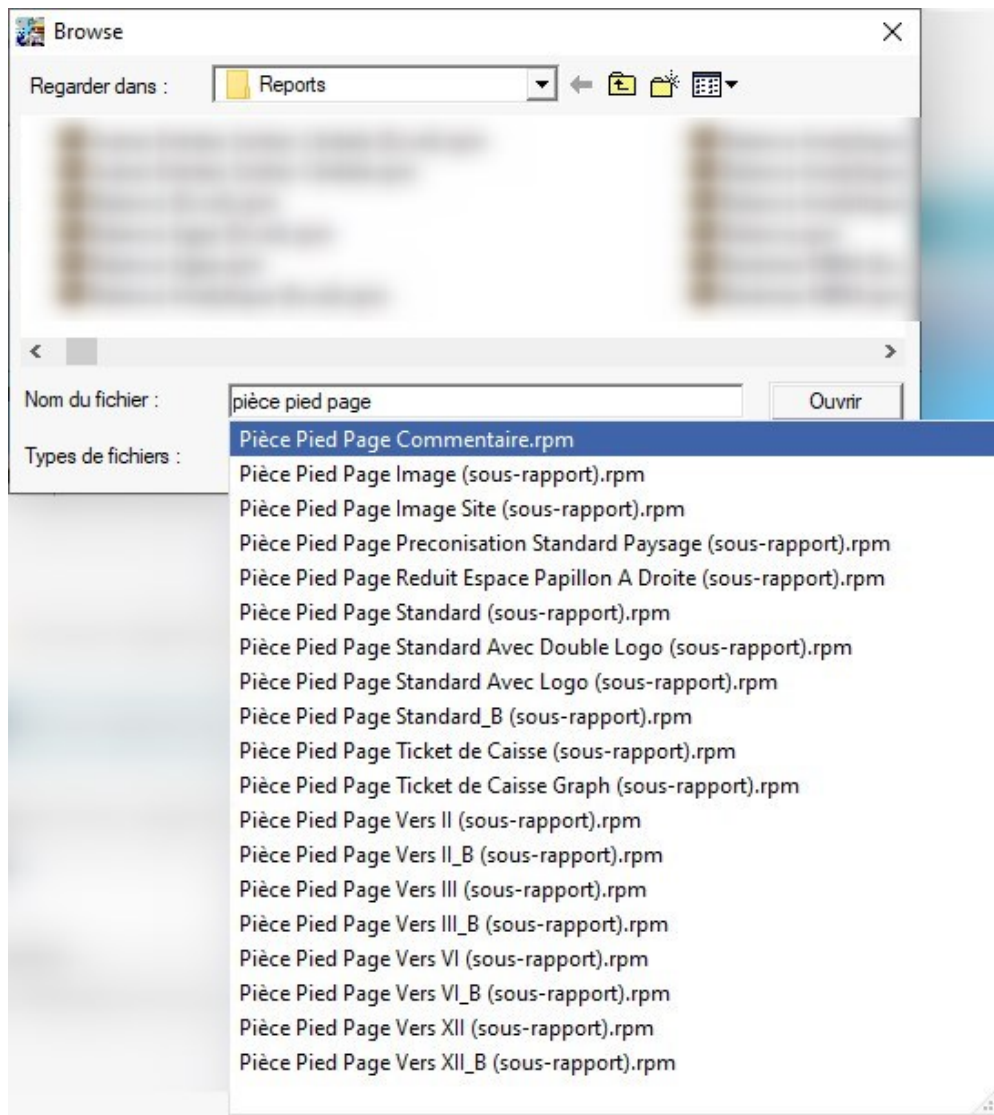 Browse
Regarder dans :
Reports
Nom du fichier :
pièce pied page
Ouvrir
Types de fichiers :
Pièce Pied Page Commentaire.rpm
Pièce Pied Page Image (sous-rapport).rpm
Pièce Pied Page Image Site (sous-rapport).rpm
Pièce Pied Page Preconisation Standard Paysage (sous-rapport).rpm
Pièce Pied Page Reduit Espace Papillon A Droite (sous-rapport).rpm
Pièce Pied Page Standard (sous-rapport).rpm
Pièce Pied Page Standard Avec Double Logo (sous-rapport).rpm
Pièce Pied Page Standard Avec Logo (sous-rapport).rpm
Pièce Pied Page Standard_B (sous-rapport).rpm
Pièce Pied Page Ticket de Caisse (sous-rapport).rpm
Pièce Pied Page Ticket de Caisse Graph (sous-rapport).rpm
Pièce Pied Page Vers II (sous-rapport).rpm
Pièce Pied Page Vers II_B (sous-rapport).rpm
Pièce Pied Page Vers III (sous-rapport).rpm
Pièce Pied Page Vers III_B (sous-rapport).rpm
Pièce Pied Page Vers VI (sous-rapport).rpm
Pièce Pied Page Vers VI_B (sous-rapport).rpm
Pièce Pied Page Vers XII (sous-rapport).rpm
Pièce Pied Page Vers XII_B (sous-rapport).rpm